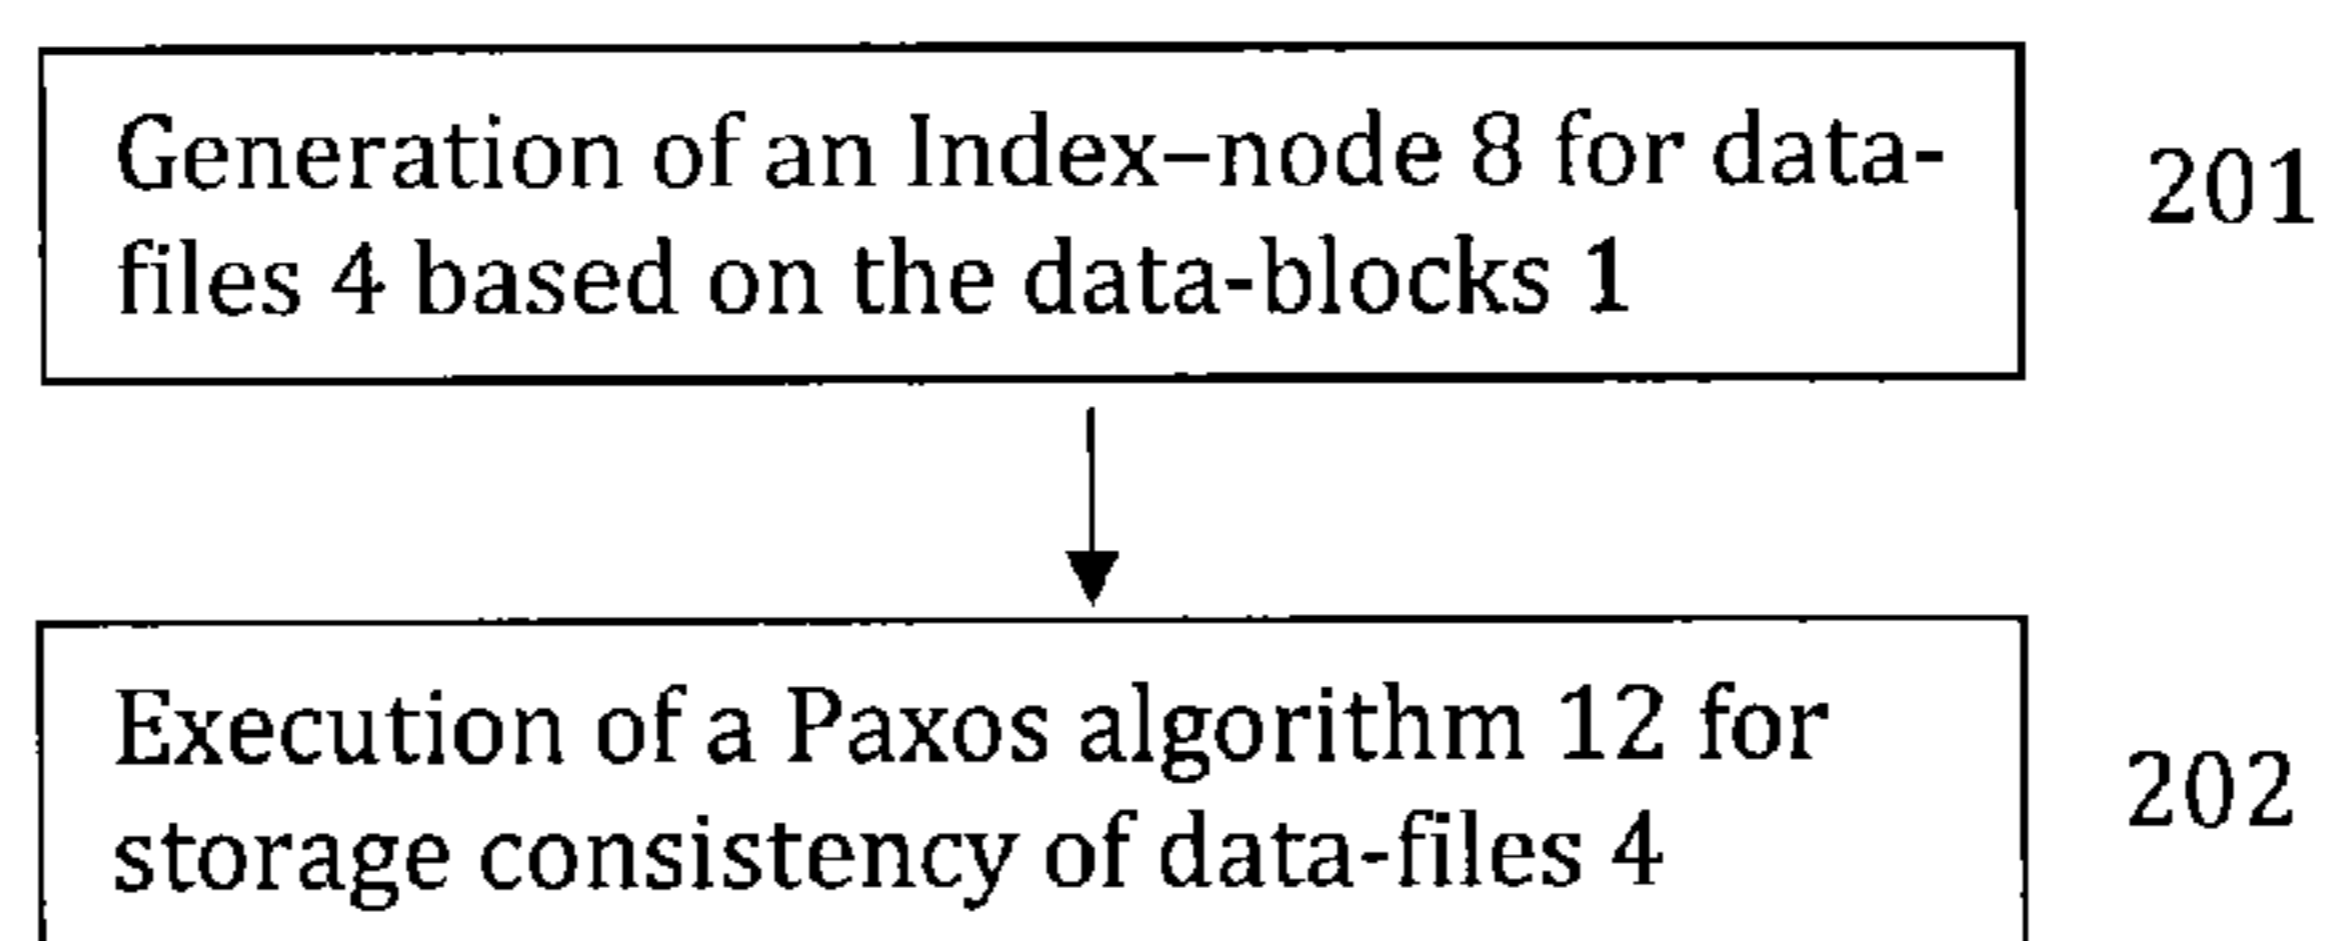 Generation of an Index–node 8 for data-
files 4 based on the data-blocks 1
201
Execution of a Paxos algorithm 12 for
storage consistency of data-files 4
202